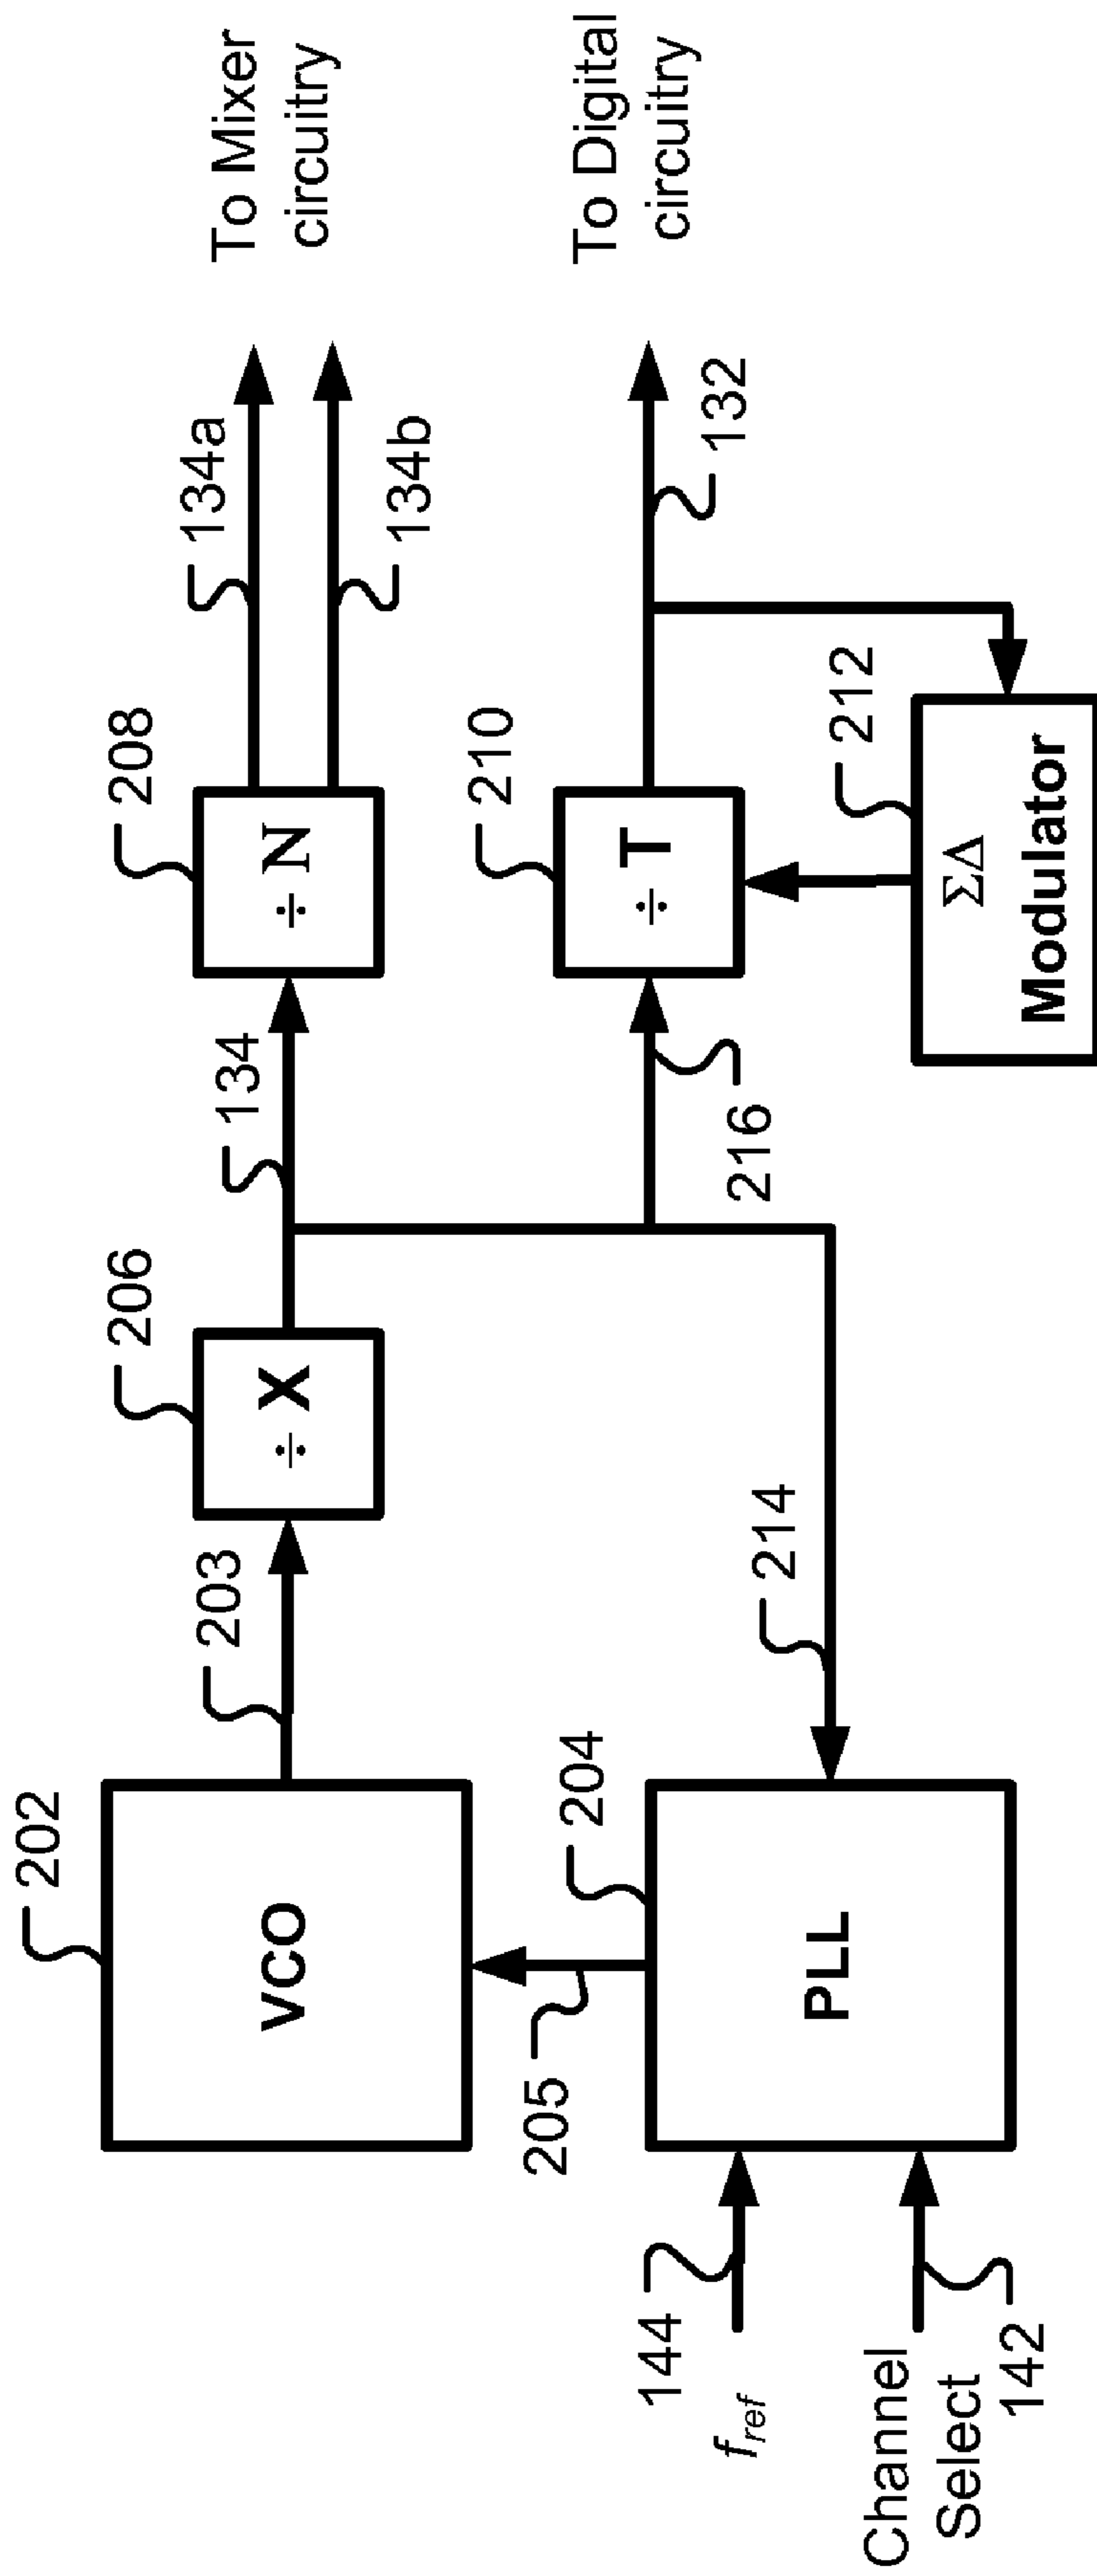 202
VCO
203
206
÷ X
134
208
÷ N
134a
134b
To Mixer
circuitry
205
204
PLL
144
f ref
Channel
Select
142
214
216
210
÷ T
132
To Digital
circuitry
212
ΣΔ
Modulator